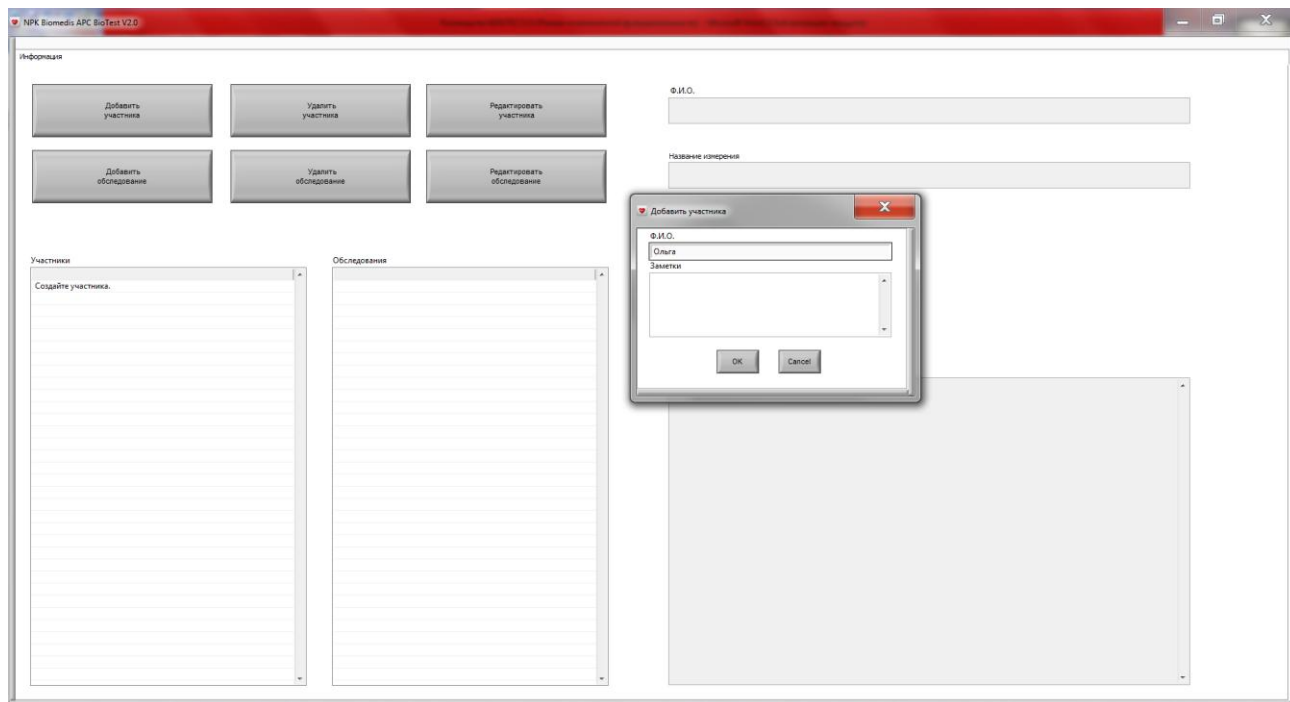 NPK Biomedis APC BioTest V2.0
Информация
Добавить
участника
Удалить
участника
Редактировать
участника
Добавить
обследование
Удалить
обследование
Редактировать
обследование
Ф.И.О.
Название измерения
Добавить участника
Ф.И.О.
Ольга
Заметки
OK
Cancel
Участники
Создайте участника.
Обследования